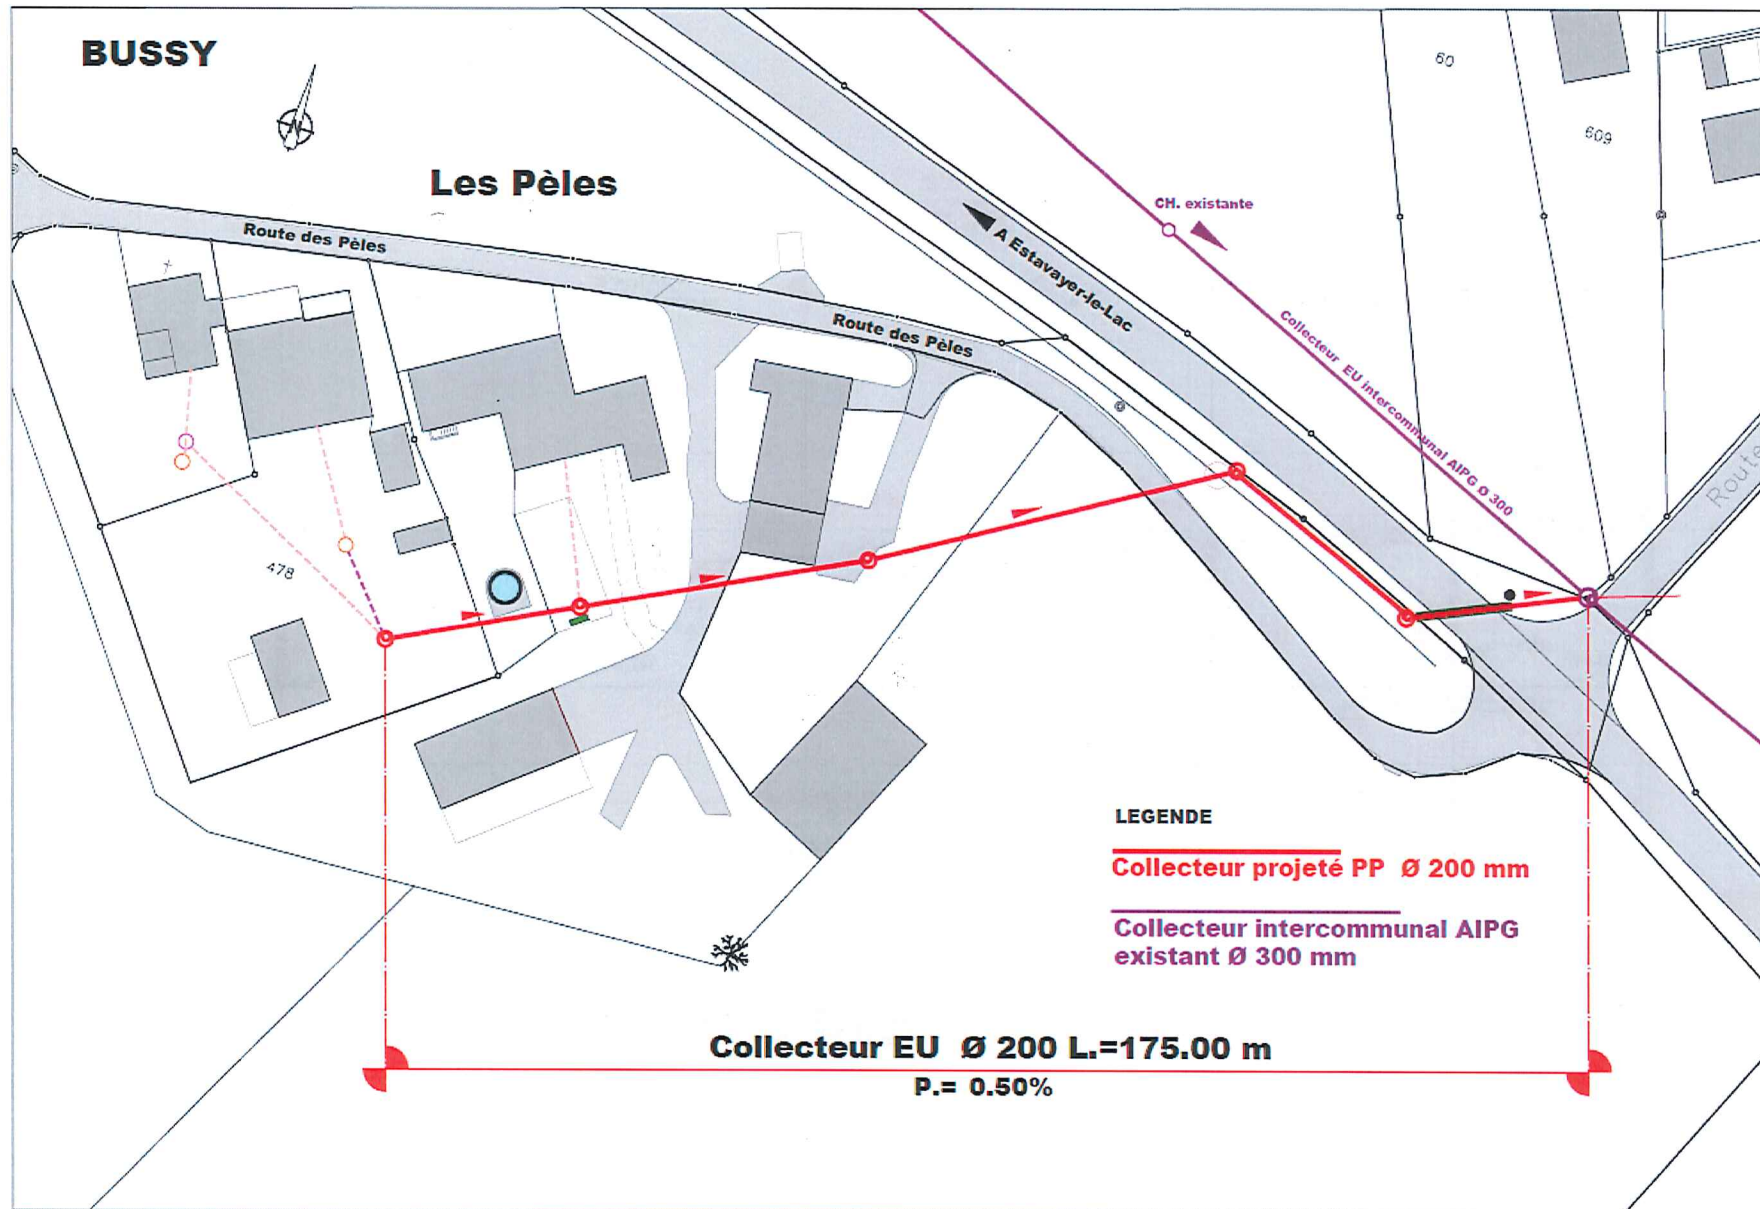 BUSSY
N
Les Pèles
Route des Pèles
Route des Pèles
A Estavayer-le-Lac
CH. existante
Collecteur EU intercommunal AIPG Ø 300
60
609
Route
478
LEGENDE
Collecteur projeté PP Ø 200 mm
Collecteur intercommunal AIPG
existant Ø 300 mm
Collecteur EU Ø 200 L.=175.00 m
P.= 0.50%